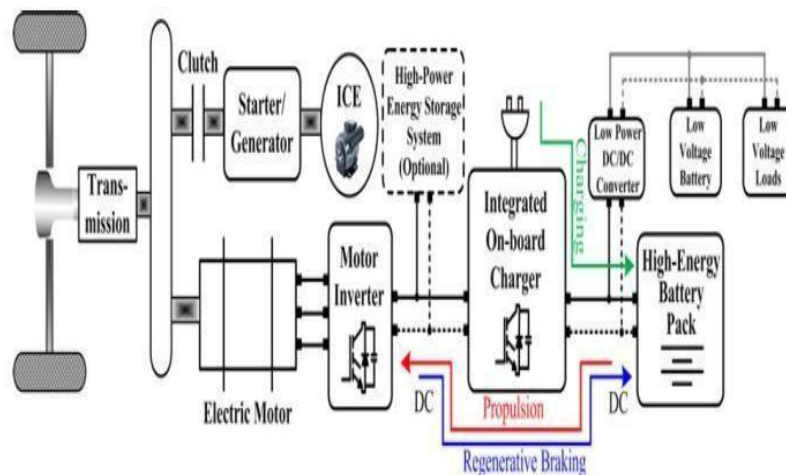 Clutch
Starter/
Generator
ICE
High-Power
Energy Storage
System
(Optional)
Low Power
DC/DC
Converter
Low
Voltage
Battery
Low
Voltage
Loads
Charging
Trans-
mission
Motor
Inverter
Integrated
On-board
Charger
High-Energy
Battery
Pack
Electric Motor
DC
Propulsion
DC
Regenerative Braking